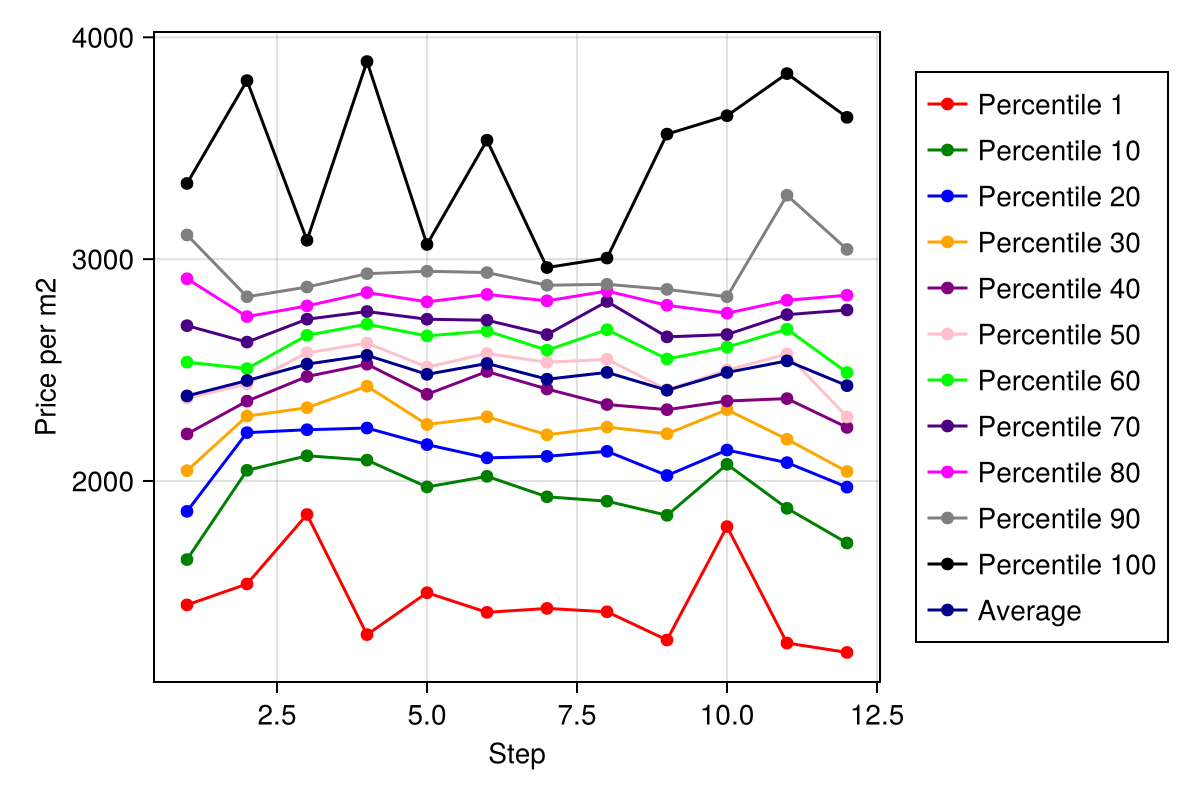 4000
3000
2000
Price per m2
2.5 5.0 7.5 10.0 12.5
Step
Percentile 1
Percentile 10
Percentile 20
Percentile 30
Percentile 40
Percentile 50
Percentile 60
Percentile 70
Percentile 80
Percentile 90
Percentile 100
Average